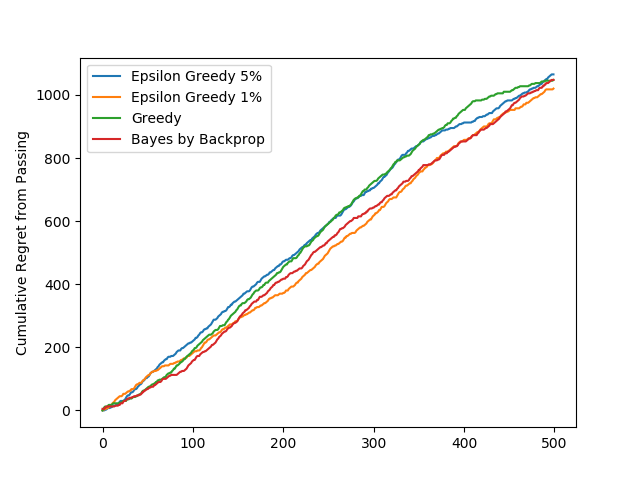 Epsilon Greedy 5%
Epsilon Greedy 1%
Greedy
Bayes by Backprop
Cumulative Regret from Passing
1000
800
600
400
200
0
0 100 200 300 400 500